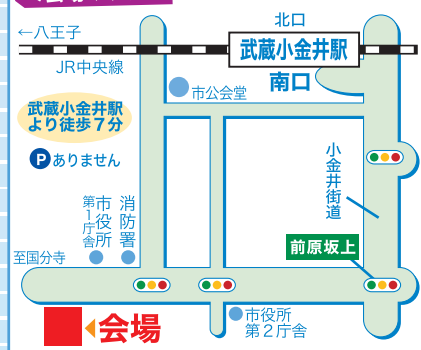 北口
←八王子
武蔵小金井駅
JR中央線
南口
市公会堂
武蔵小金井駅
より徒歩7分
Pありません
小金井街道
消防署
市役所
第1庁舎
前原坂上
至国分寺
市役所
第2庁舎
会場